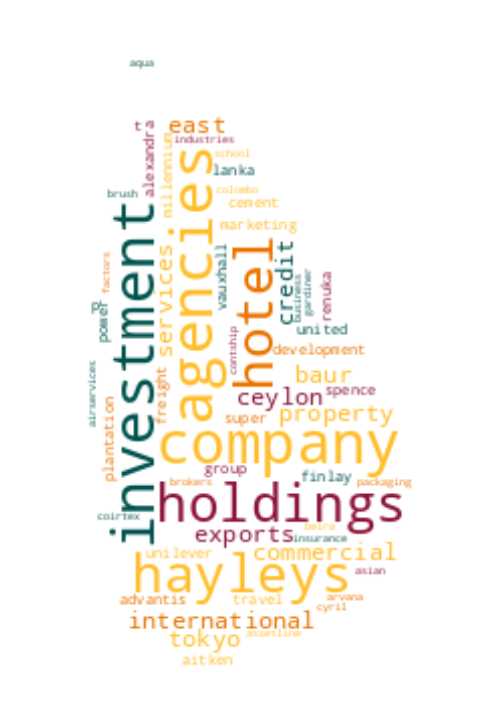 aqua
t
east
industries
alexandra
millennium
school
lanka
agencies
brush
colombo
cement
investment
marketing
hotel
credit
services
vauxhall
factors
business
gardiner
renuka
power
united
contship
development
airservices
freight
baur
spence
ceylon
plantation
super
property
company
group
finlay
brokers
packaging
holdings
coirtex
beira
exports
insurance
unilever
commercial
hayleys
asian
advantis
travel
arvana
cyril
international
tokyo
assetline
aitken